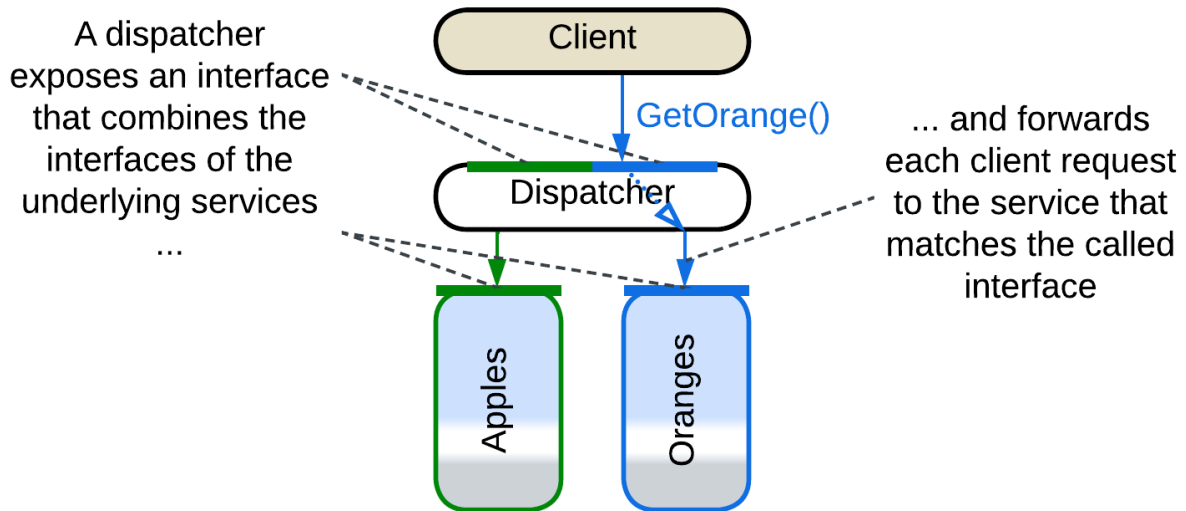 A dispatcher
exposes an interface
that combines the
interfaces of the
underlying services
...
Client
GetOrange()
Dispatcher
... and forwards
each client request
to the service that
matches the called
interface
Apples
Oranges